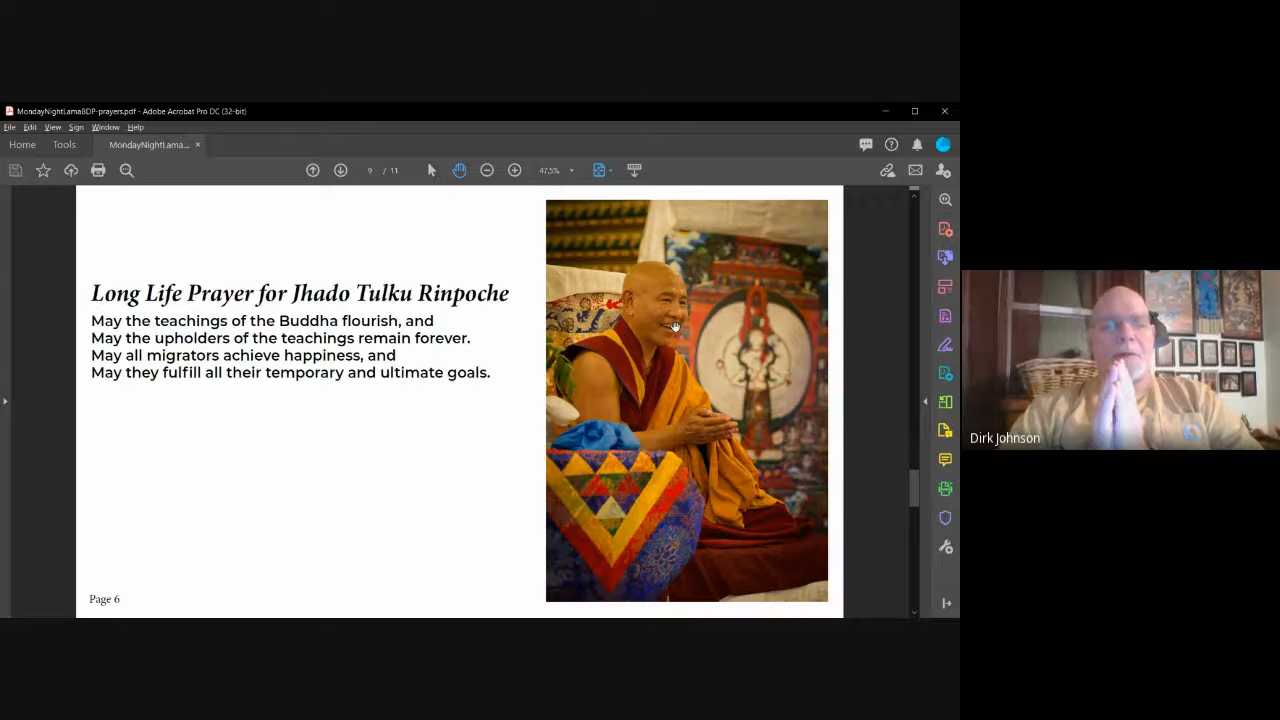 MondayNightLamaBDP-prayers.pdf - Adobe Acrobat Pro DC (32-bit)
File Edit View Sign Window Help
Home Tools MondayNightLama... ×
9 / 11 47.5%
Long Life Prayer for Jhado Tulku Rinpoche
May the teachings of the Buddha flourish, and
May the upholders of the teachings remain forever.
May all migrators achieve happiness, and
May they fulfill all their temporary and ultimate goals.
Page 6
Dirk Johnson